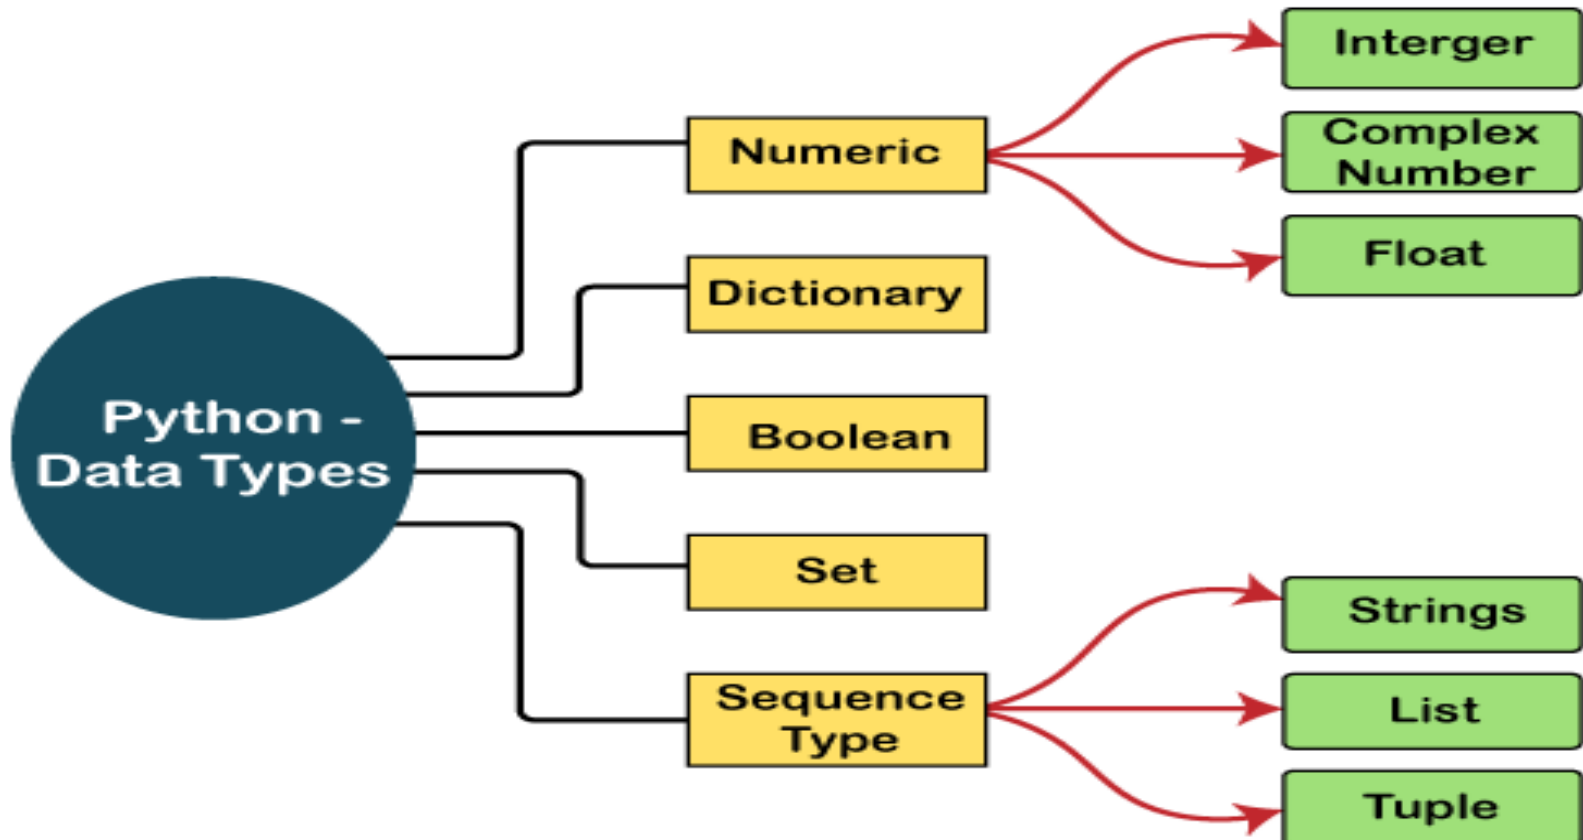 Python -
Data Types
Numeric
Dictionary
Boolean
Set
Sequence
Type
Interger
Complex
Number
Float
Strings
List
Tuple